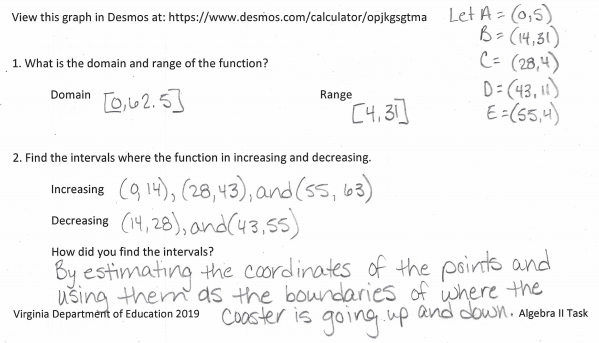 View this graph in Desmos at: https://www.desmos.com/calculator/opjkgsgtma
Let A = (0,5)
B = (14,31)
C = (28,4)
D = (43,11)
E = (55,4)
1. What is the domain and range of the function?
Domain [0,62.5] Range [4,31]
2. Find the intervals where the function in increasing and decreasing.
Increasing (0,14), (28,43), and (55, 63)
Decreasing (14,28), and (43,55)
How did you find the intervals?
By estimating the coordinates of the points and
using them as the boundaries of where the
coaster is going up and down.
Virginia Department of Education 2019 Algebra II Task